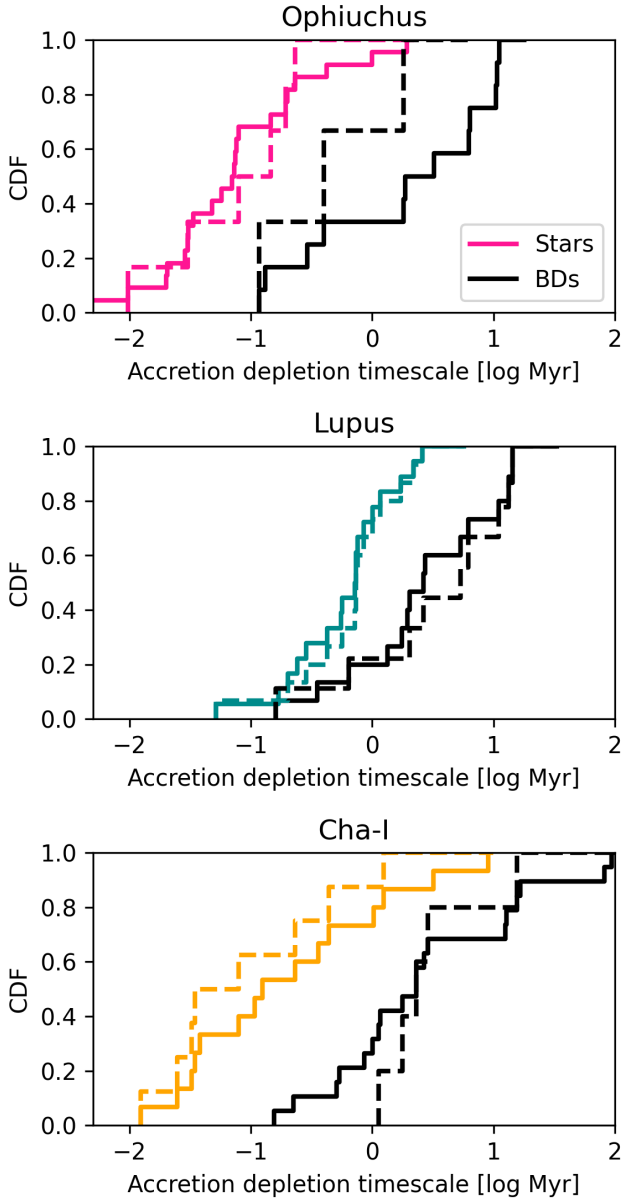 Ophiuchus
1.0
0.8
0.6
0.4
0.2
0.0
CDF
Stars
BDs
−2 −1 0 1 2
Accretion depletion timescale [log Myr]
Lupus
1.0
0.8
0.6
0.4
0.2
0.0
CDF
−2 −1 0 1 2
Accretion depletion timescale [log Myr]
Cha-I
1.0
0.8
0.6
0.4
0.2
0.0
CDF
−2 −1 0 1 2
Accretion depletion timescale [log Myr]